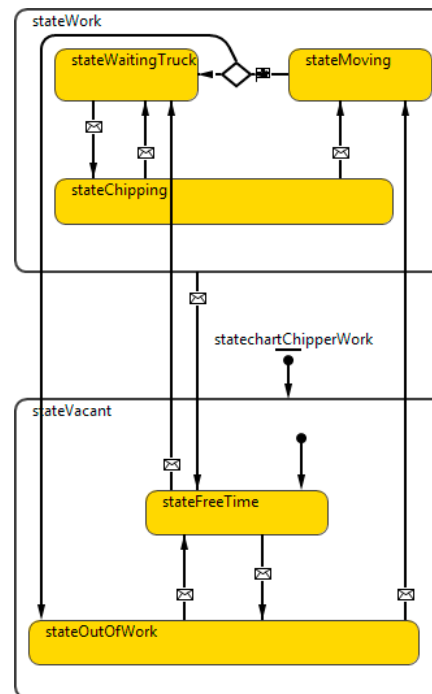 stateWork
stateWaitingTruck
stateMoving
stateChipping
statechartChipperWork
stateVacant
stateFreeTime
stateOutOfWork